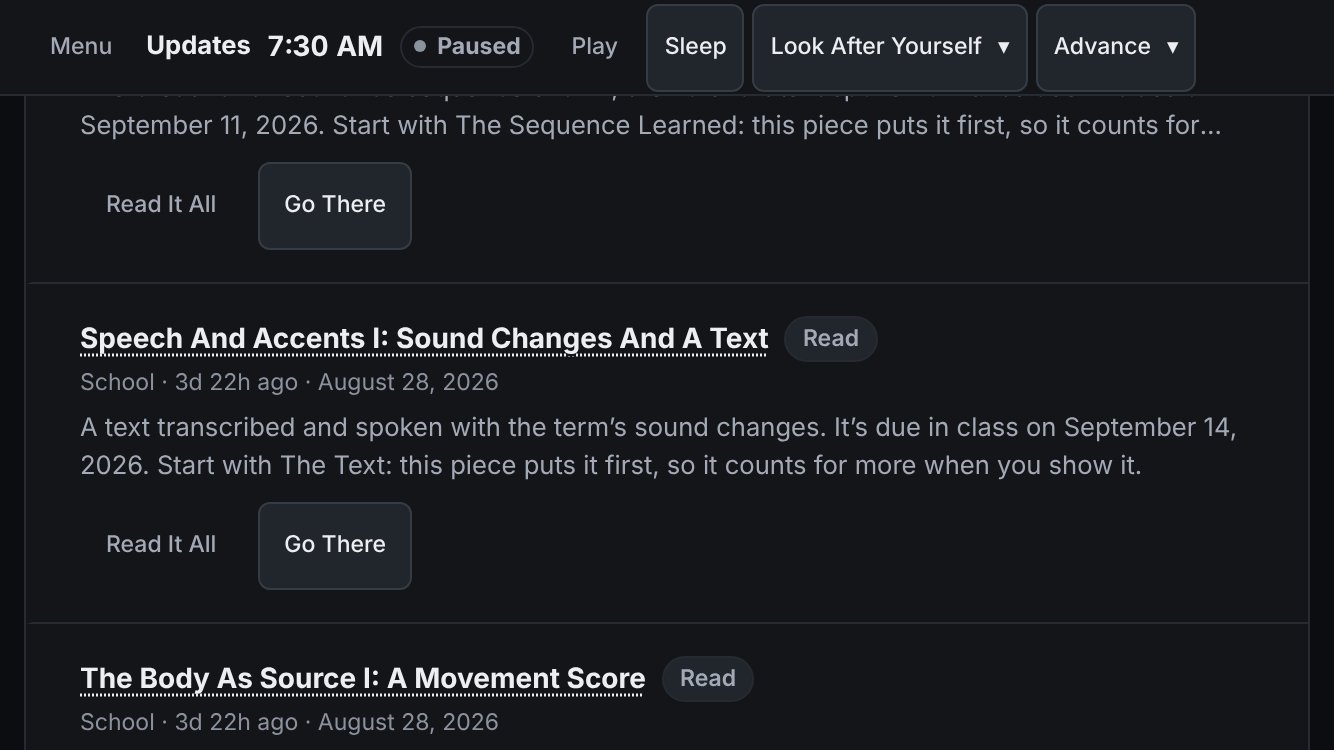 Menu Updates 7:30 AM Paused Play Sleep Look After Yourself ▼ Advance ▼
September 11, 2026. Start with The Sequence Learned: this piece puts it first, so it counts for…
Read It All Go There
Speech And Accents I: Sound Changes And A Text Read
School · 3d 22h ago · August 28, 2026
A text transcribed and spoken with the term’s sound changes. It’s due in class on September 14,
2026. Start with The Text: this piece puts it first, so it counts for more when you show it.
Read It All Go There
The Body As Source I: A Movement Score Read
School · 3d 22h ago · August 28, 2026